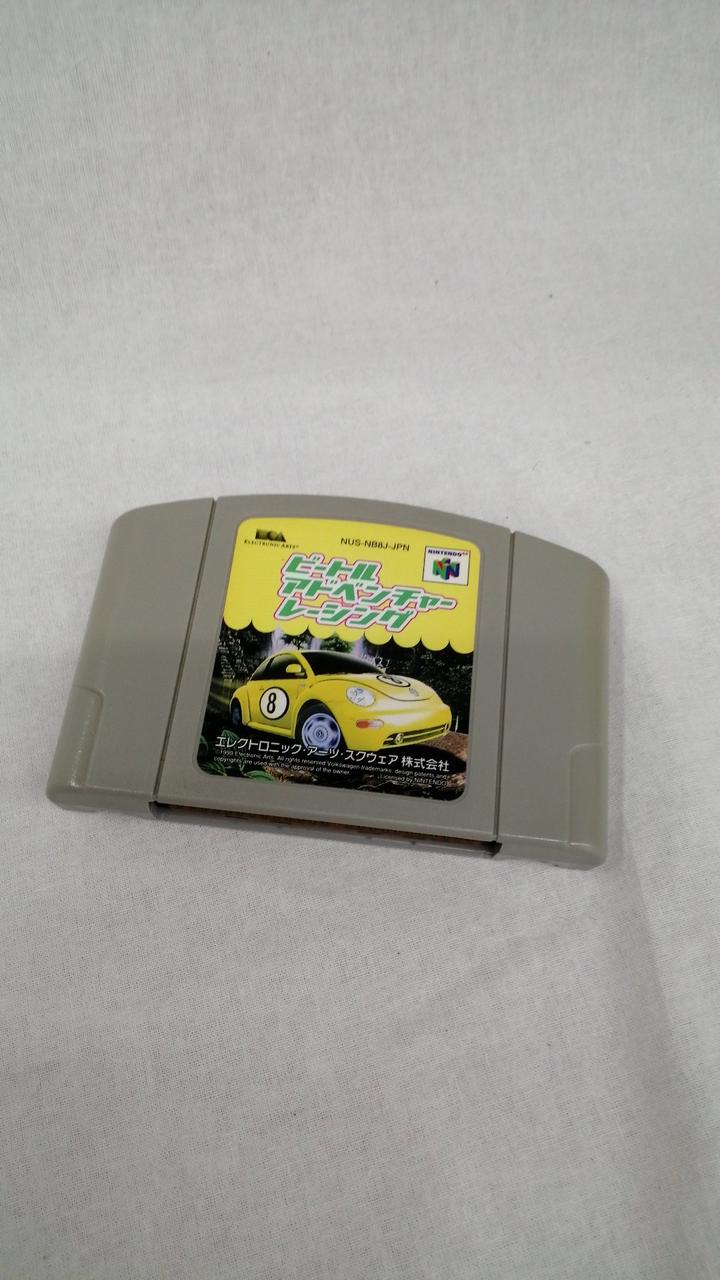 ELECTRONIC ARTS®
NUS-NB8J-JPN
NINTENDO64
N
ビートル
アドベンチャー
レーシング
8
エレクトロニック・アーツ・スクウェア 株式会社
©1999 Electronic Arts. All rights reserved Volkswagen trademarks, design patents and
copyrights are used with the approval of the owner.
Licensed by NINTENDO